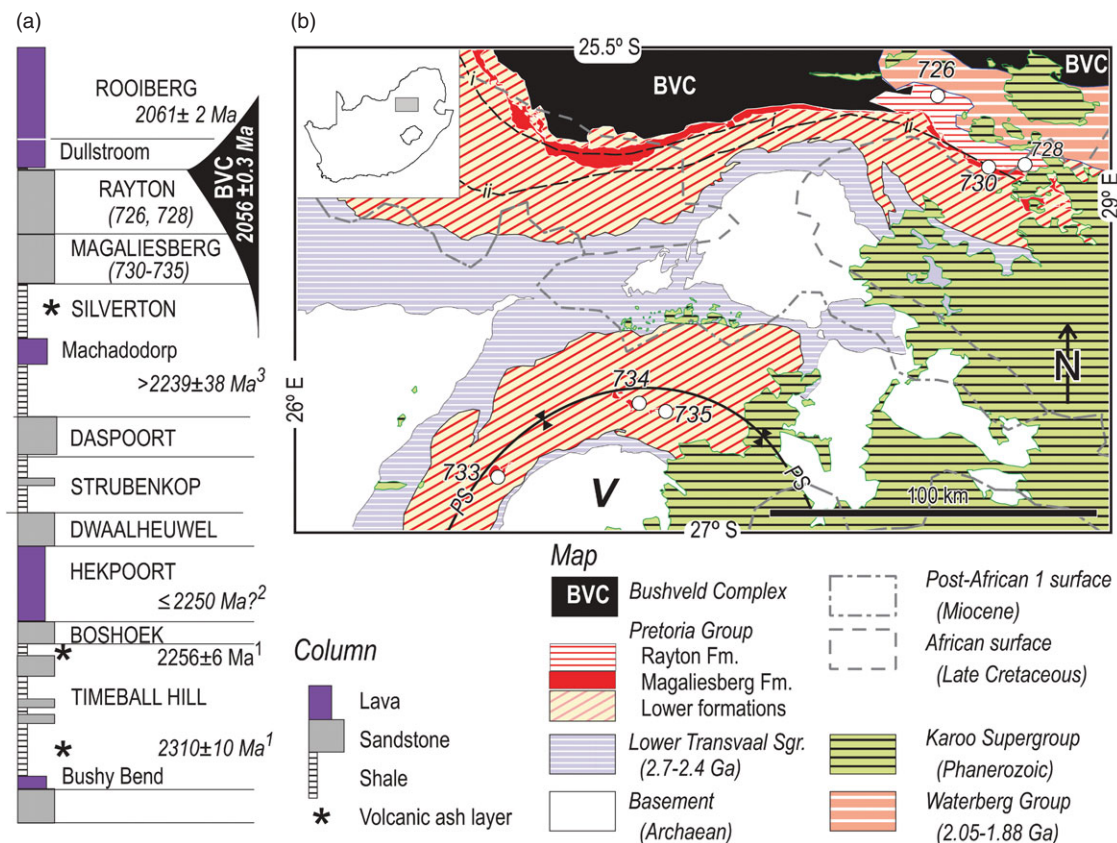 (a)
ROOIBERG
2061± 2 Ma
Dullstroom
BVC
2056 ±0.3 Ma
RAYTON
(726, 728)
MAGALIESBERG
(730-735)
* SILVERTON
Machadodorp
>2239±38 Ma³
DASPOORT
STRUBENKOP
DWAALHEUWEL
HEKPOORT
≤ 2250 Ma?²
BOSHOEK
* 2256±6 Ma¹
TIMEBALL HILL
* 2310±10 Ma¹
Bushy Bend
(b)
25.5º S
BVC
BVC
726
i
i
ii
ii
728
730
29º E
26º E
N
734
735
733
PS
PS
V
100 km
27º S
Column
Lava
Sandstone
Shale
* Volcanic ash layer
Map
BVC Bushveld Complex
Pretoria Group
Rayton Fm.
Magaliesberg Fm.
Lower formations
Lower Transvaal Sgr.
(2.7-2.4 Ga)
Basement
(Archaean)
Post-African 1 surface
(Miocene)
African surface
(Late Cretaceous)
Karoo Supergroup
(Phanerozoic)
Waterberg Group
(2.05-1.88 Ga)